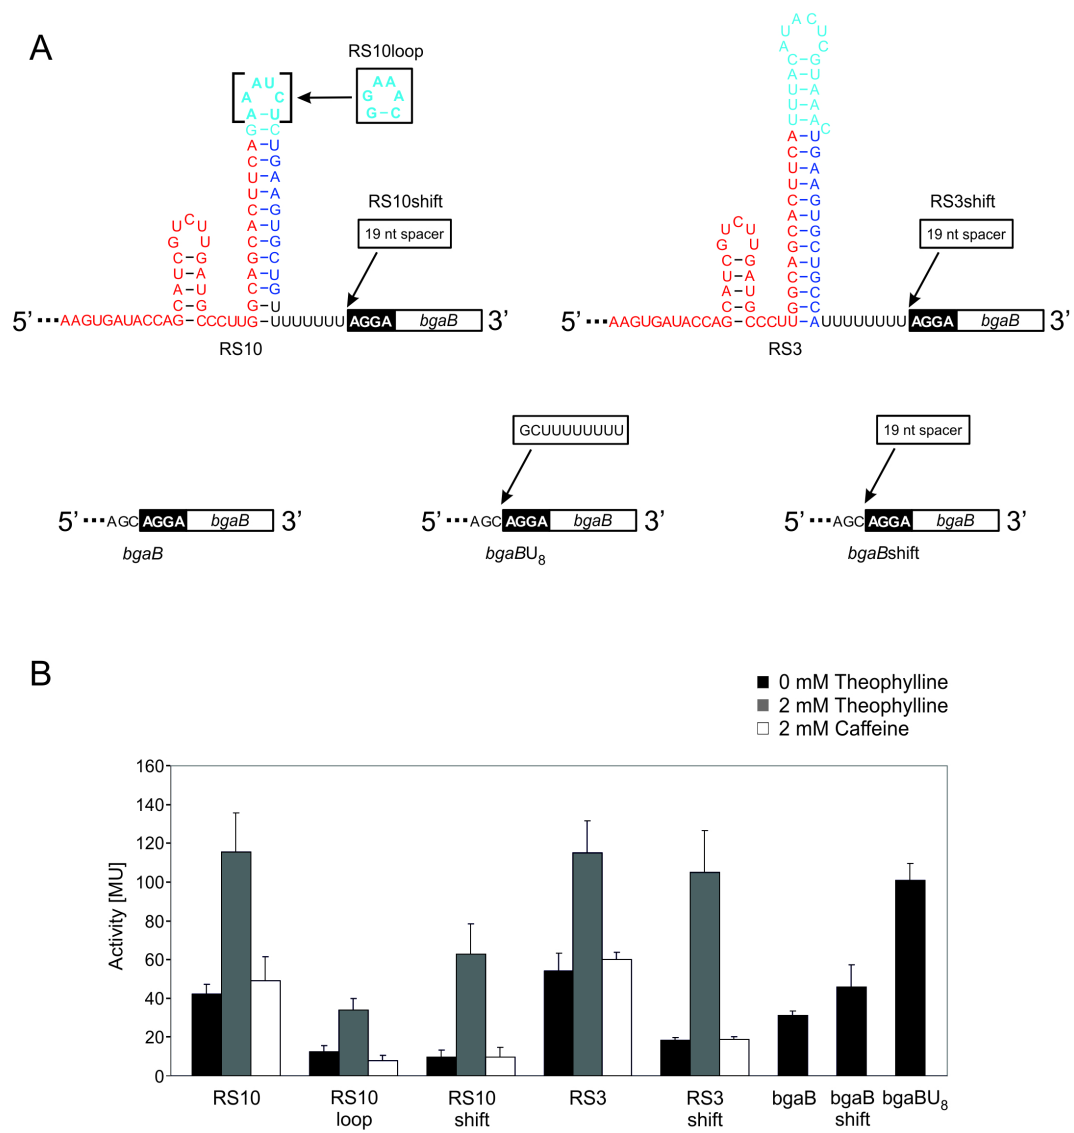 A
RS10loop
RS10shift
19 nt spacer
5’ AAGUGAUACCAG CCCUUG UUUUUUUU AGGA bgaB 3’
RS10
RS3shift
19 nt spacer
5’ AAGUGAUACCAG CCCUU AUUUUUUUU AGGA bgaB 3’
RS3
GCUUUUUUUU
19 nt spacer
5’ AGC AGGA bgaB 3’
bgaB
5’ AGC AGGA bgaB 3’
bgaBU8
5’ AGC AGGA bgaB 3’
bgaBshift
B
0 mM Theophylline
2 mM Theophylline
2 mM Caffeine
Activity [MU]
160
140
120
100
80
60
40
20
0
RS10
RS10 loop
RS10 shift
RS3
RS3 shift
bgaB
bgaB shift
bgaBU8